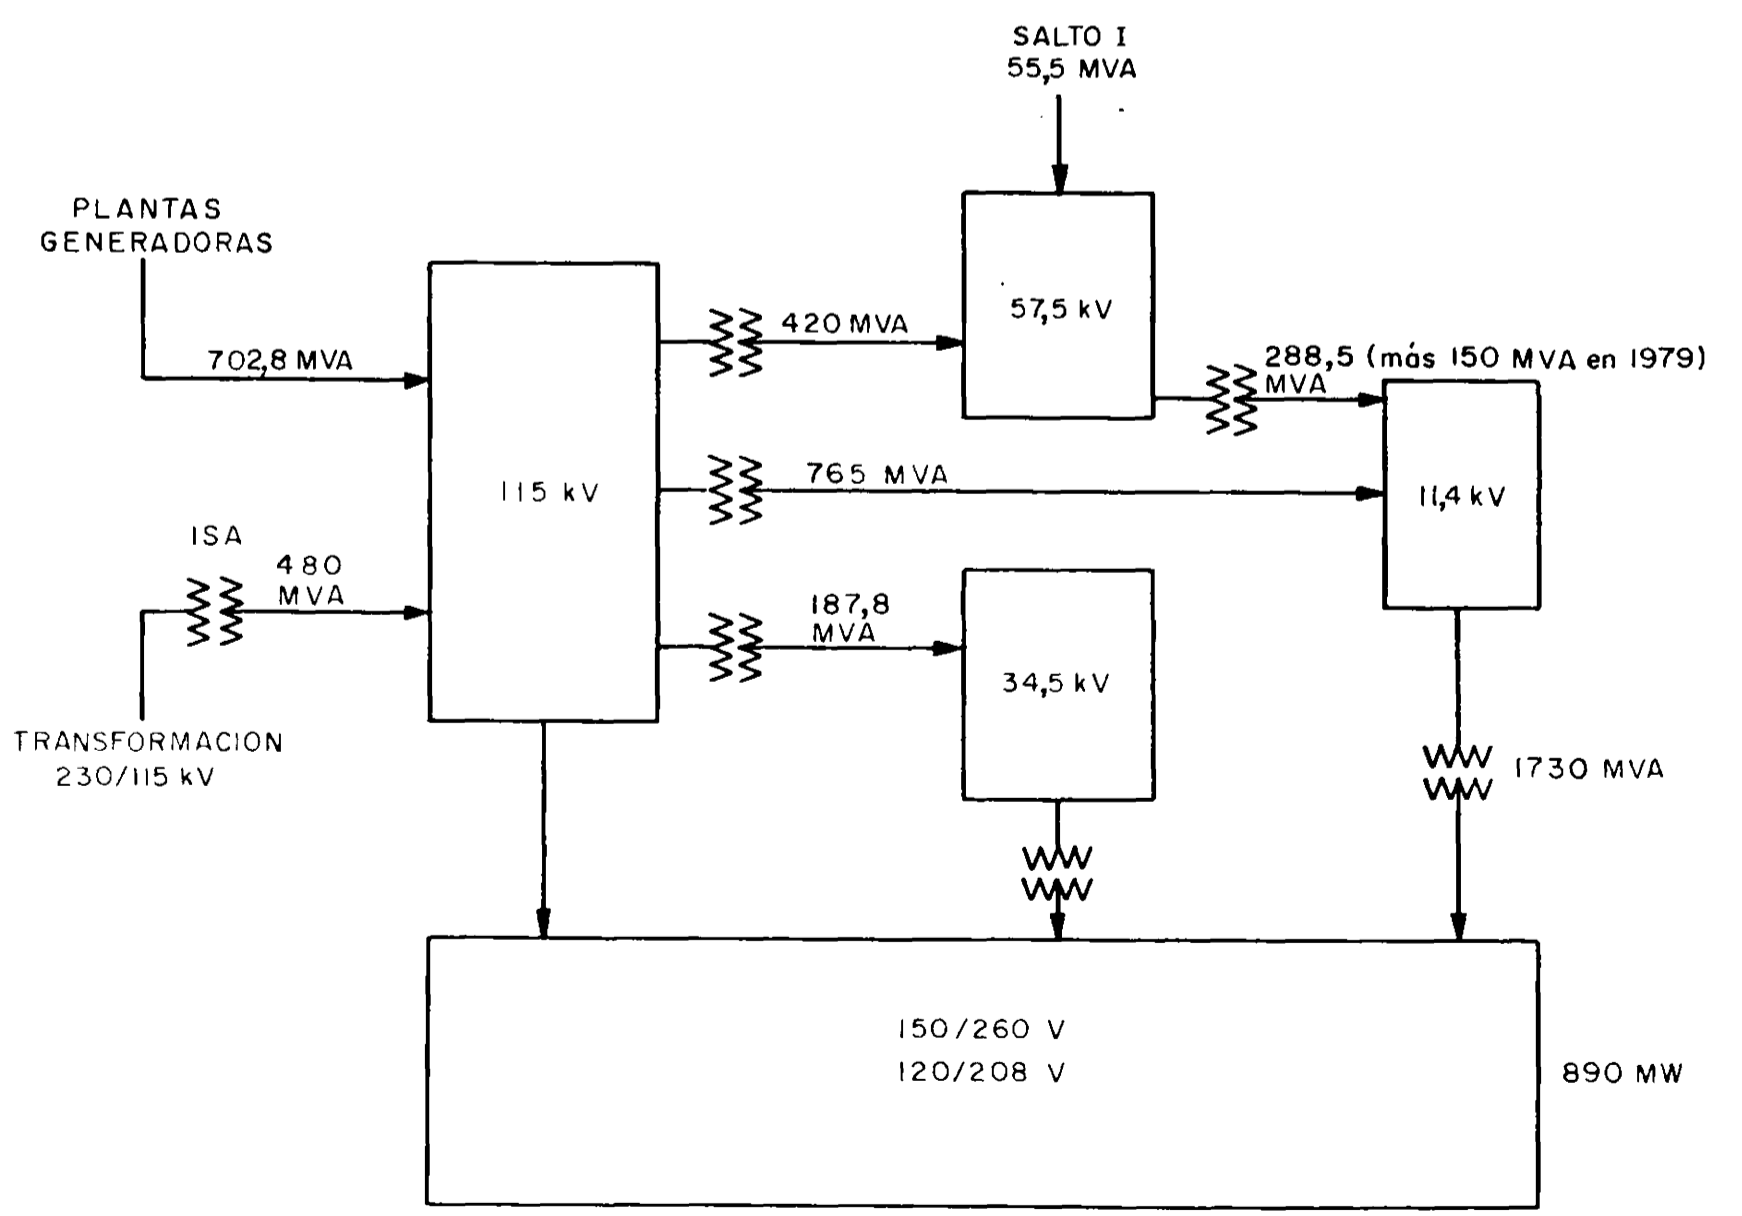 SALTO I
55,5 MVA
PLANTAS
GENERADORAS
702,8 MVA
420 MVA
57,5 kV
288,5 (más 150 MVA en 1979)
MVA
115 kV
765 MVA
11,4 kV
ISA
480
MVA
187,8
MVA
34,5 kV
TRANSFORMACION
230/115 kV
1730 MVA
150/260 V
120/208 V
890 MW